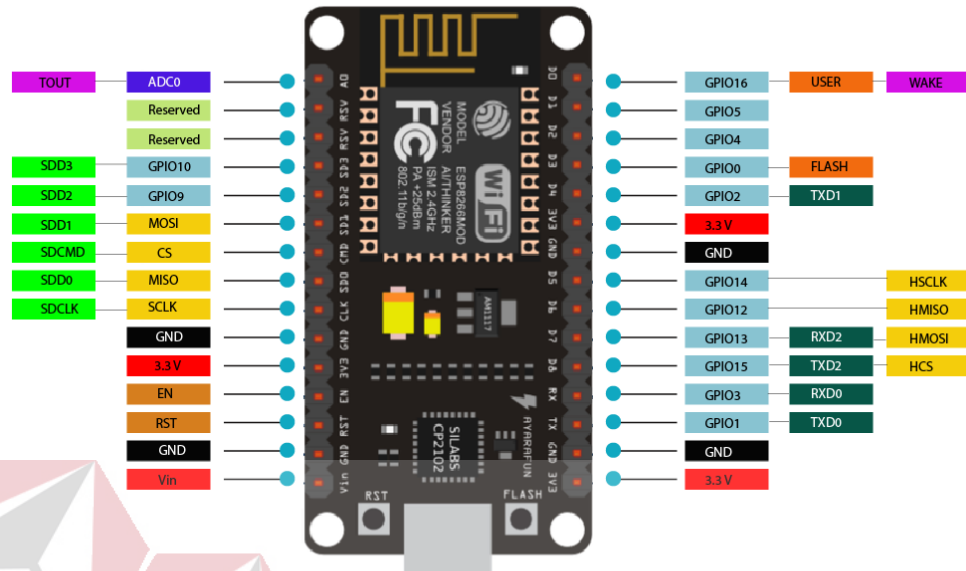 TOUT ADC0
Reserved
Reserved
SDD3 GPIO10
SDD2 GPIO9
SDD1 MOSI
SDCMD CS
SDD0 MISO
SDCLK SCLK
GND
3.3 V
EN
RST
GND
Vin
A0
RSV
RSV
SD3
SD2
SD1
CMD
SD0
CLK
GND
3V3
EN
RST
GND
Vin
MODEL
VENDOR
ESP8266MOD
AI/THINKER
ISM 2.4GHz
PA +25dBm
802.11b/g/n
FC
Wi Fi
AM1117
SILABS
CP2102
AYARAFUN
RST
FLASH
D0
D1
D2
D3
D4
3V3
GND
D5
D6
D7
D8
RX
TX
GND
3V3
GPIO16 USER WAKE
GPIO5
GPIO4
GPIO0 FLASH
GPIO2 TXD1
3.3 V
GND
GPIO14 HSCLK
GPIO12 HMISO
GPIO13 RXD2 HMOSI
GPIO15 TXD2 HCS
GPIO3 RXD0
GPIO1 TXD0
GND
3.3 V